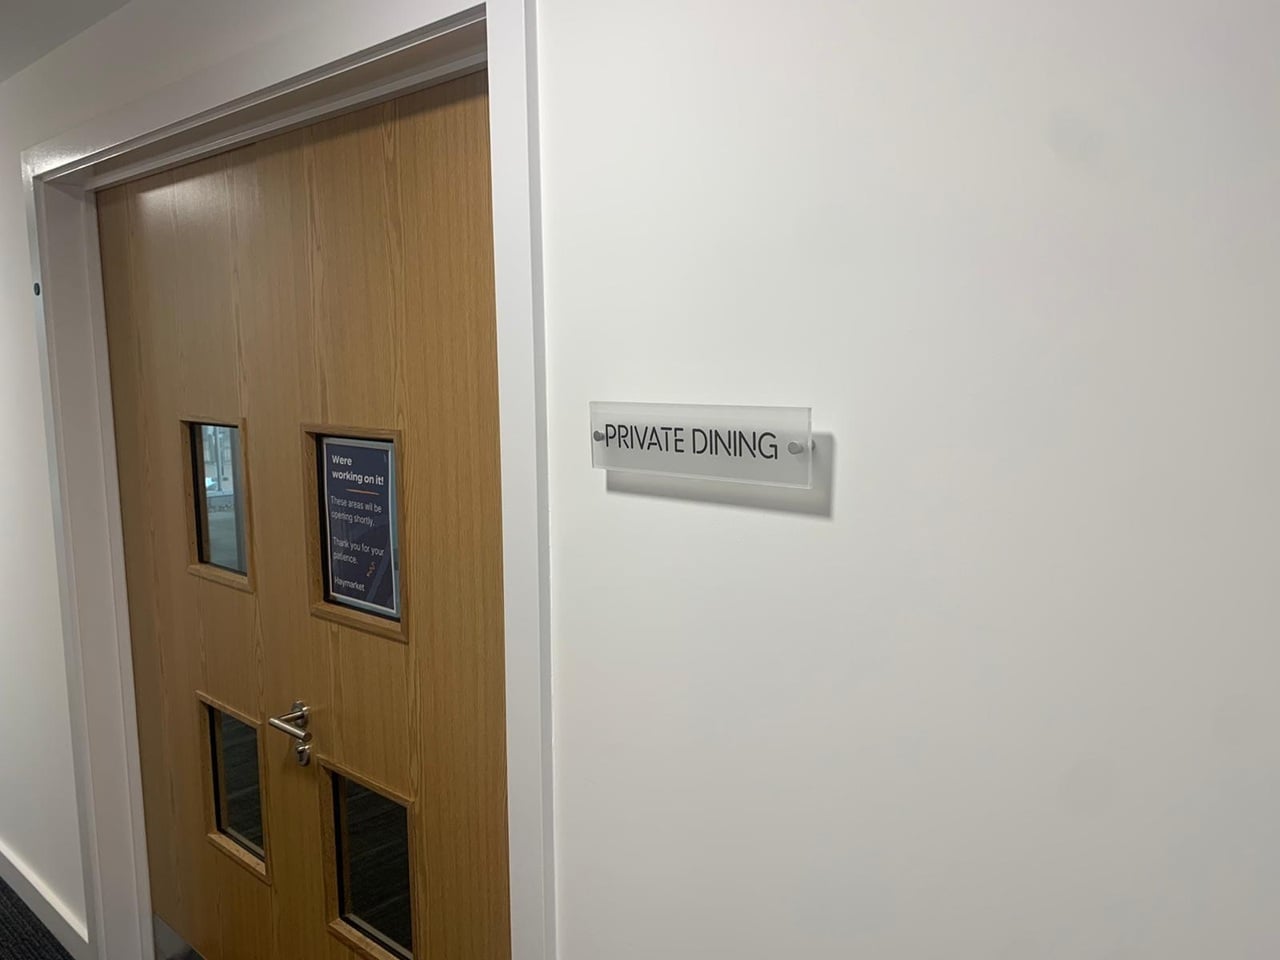 Were
working on it!
These areas will be
opening shortly.
Thank you for your
patience.
Haymarket
PRIVATE DINING